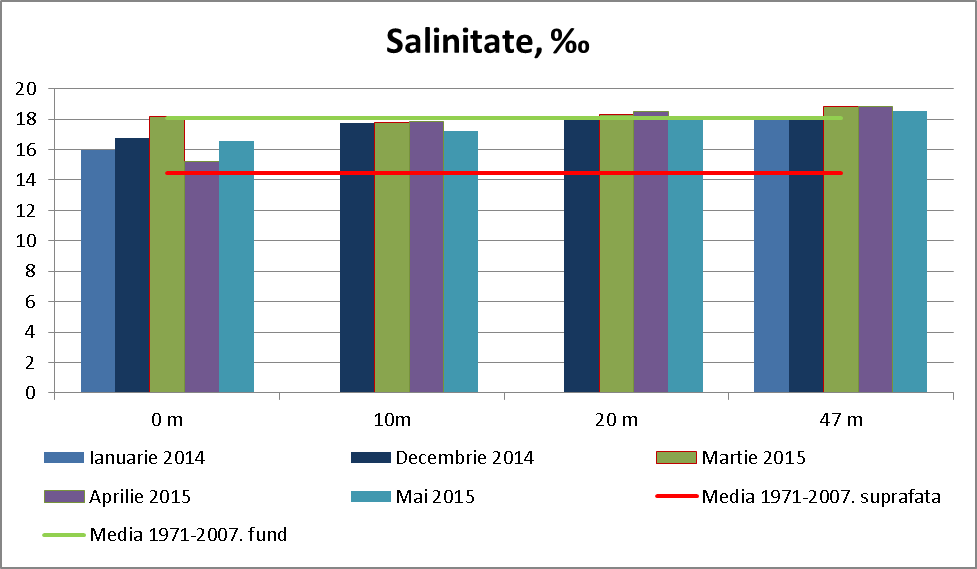 Salinitate, ‰
20
18
16
14
12
10
8
6
4
2
0
0 m 10m 20 m 47 m
Ianuarie 2014 Decembrie 2014 Martie 2015
Aprilie 2015 Mai 2015 Media 1971-2007. suprafata
Media 1971-2007. fund